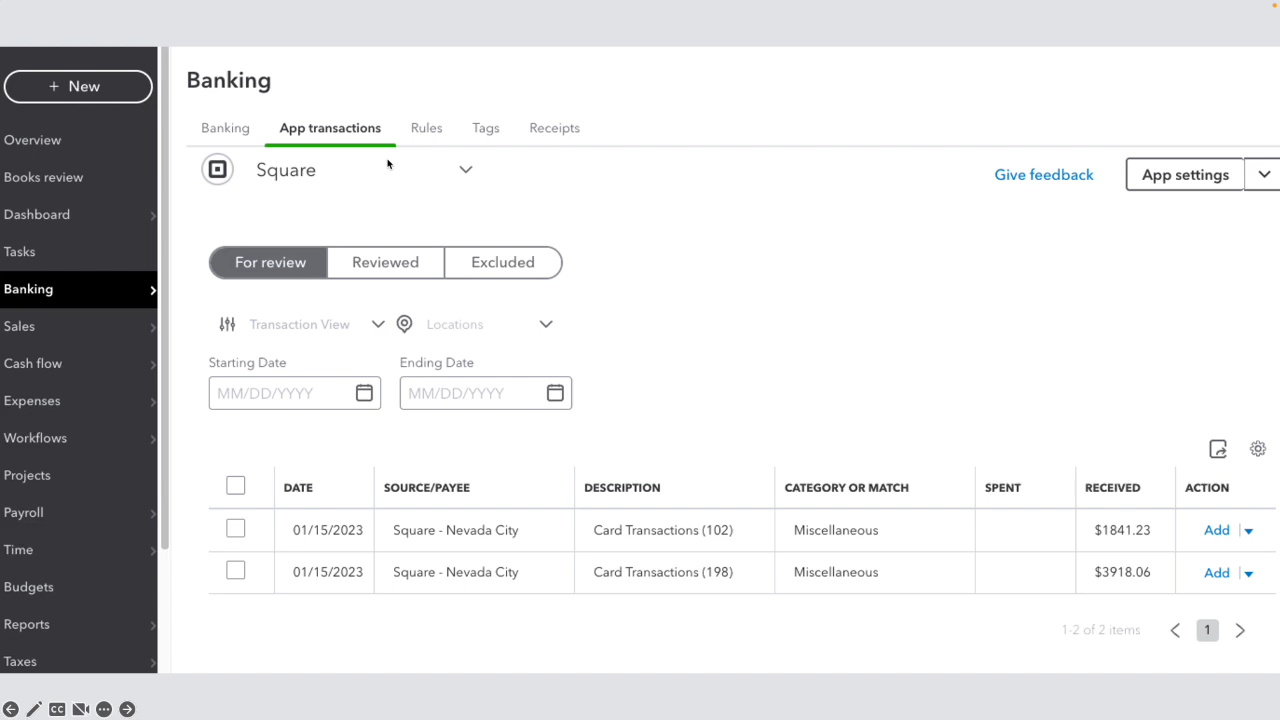 + New
Overview
Books review
Dashboard
Tasks
Banking
Sales
Cash flow
Expenses
Workflows
Projects
Payroll
Time
Budgets
Reports
Taxes
Banking
Banking App transactions Rules Tags Receipts
Square
Give feedback App settings
For review Reviewed Excluded
Transaction View Locations
Starting Date Ending Date
MM/DD/YYYY MM/DD/YYYY
DATE SOURCE/PAYEE DESCRIPTION CATEGORY OR MATCH SPENT RECEIVED ACTION
01/15/2023 Square - Nevada City Card Transactions (102) Miscellaneous $1841.23 Add
01/15/2023 Square - Nevada City Card Transactions (198) Miscellaneous $3918.06 Add
1-2 of 2 items 1
CC